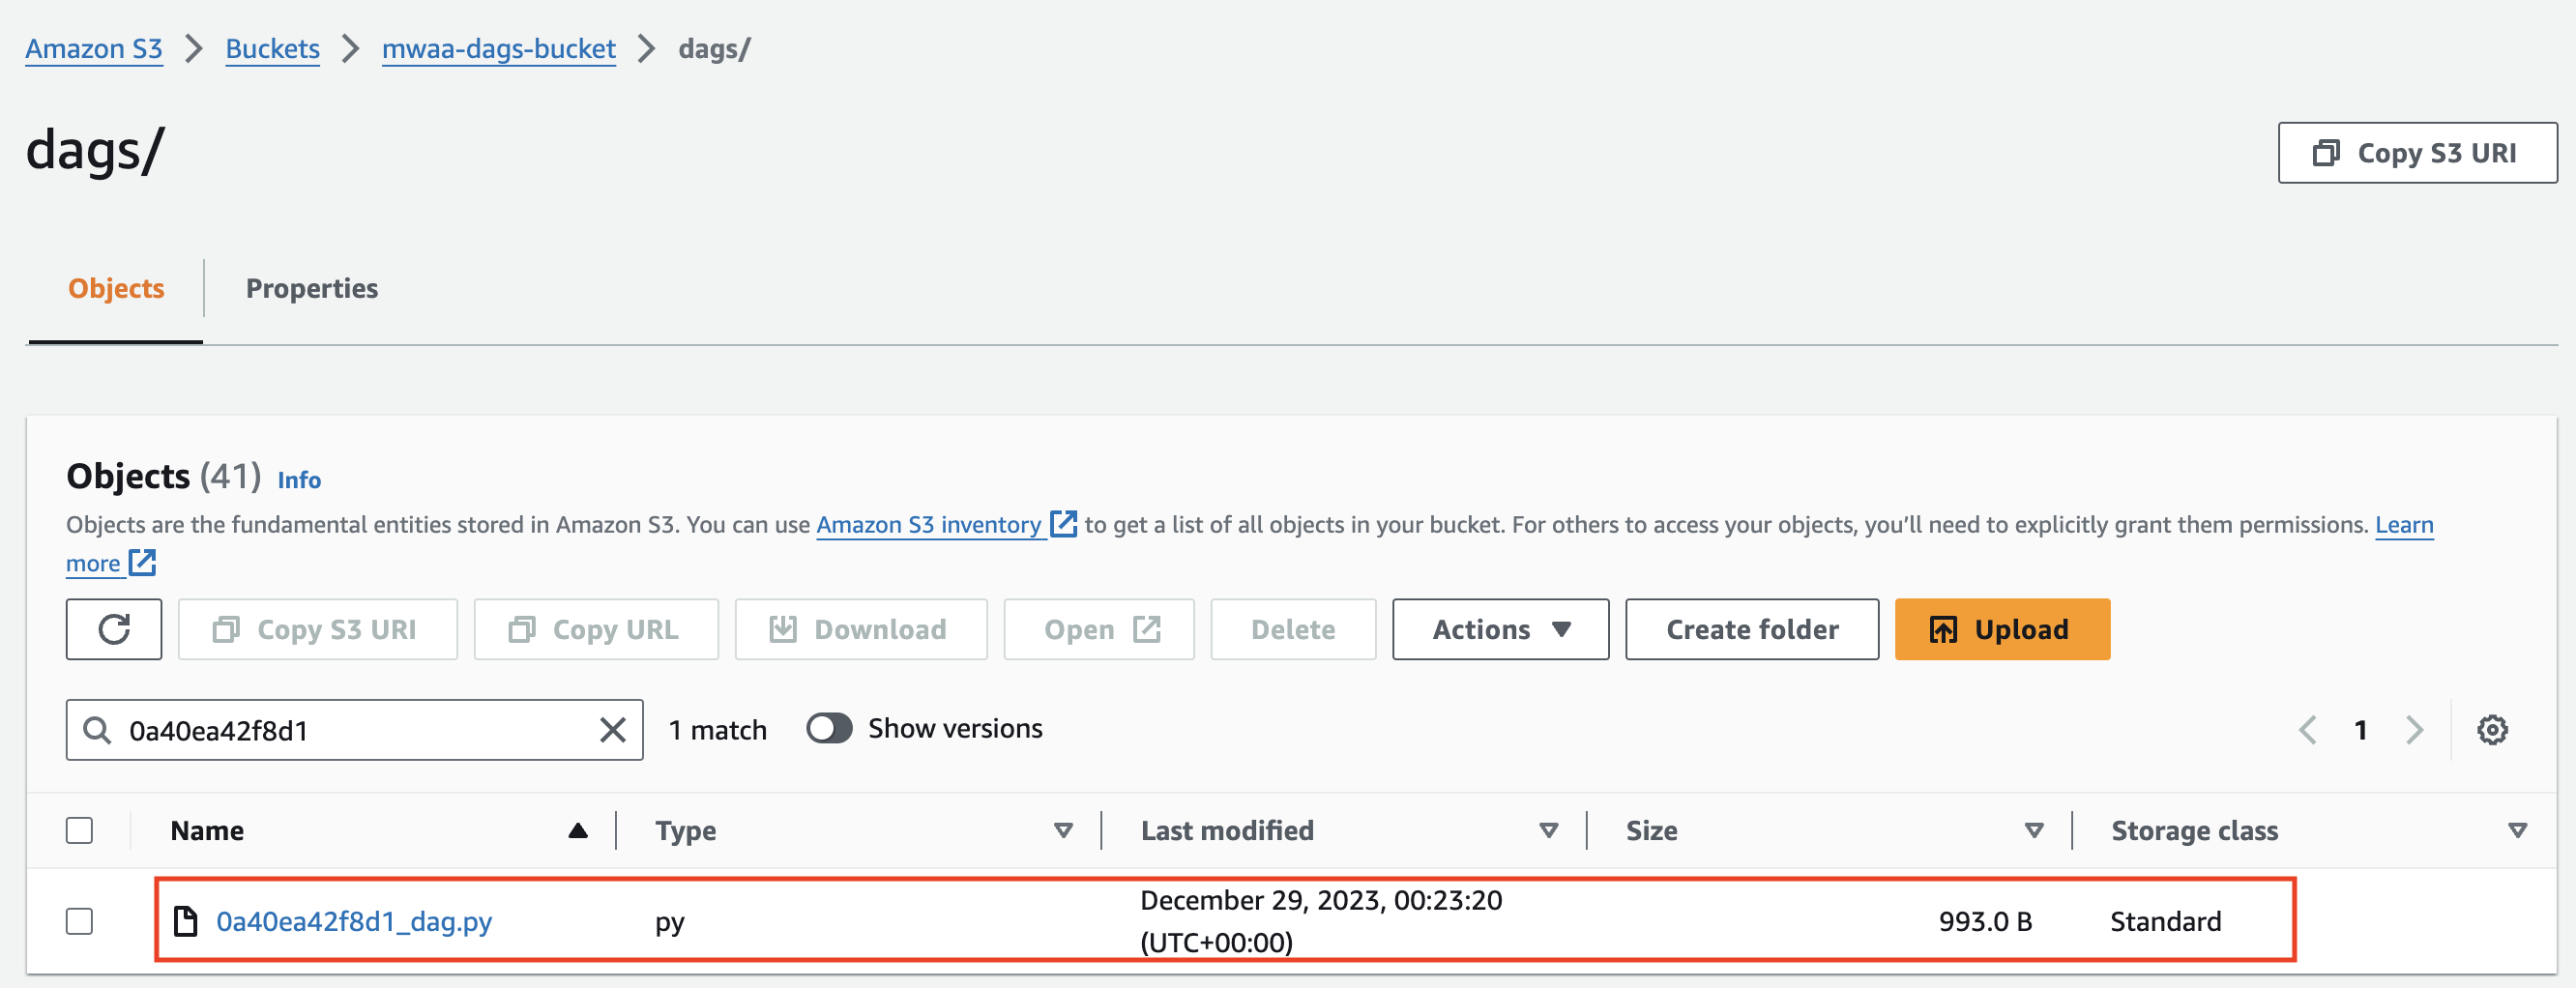 Amazon S3 > Buckets > mwaa-dags-bucket > dags/
dags/
Copy S3 URI
Objects
Properties
Objects (41) Info
Objects are the fundamental entities stored in Amazon S3. You can use Amazon S3 inventory to get a list of all objects in your bucket. For others to access your objects, you’ll need to explicitly grant them permissions. Learn
more
Copy S3 URI
Copy URL
Download
Open
Delete
Actions
Create folder
Upload
0a40ea42f8d1
1 match
Show versions
1
Name
Type
Last modified
Size
Storage class
0a40ea42f8d1_dag.py
py
December 29, 2023, 00:23:20
(UTC+00:00)
993.0 B
Standard